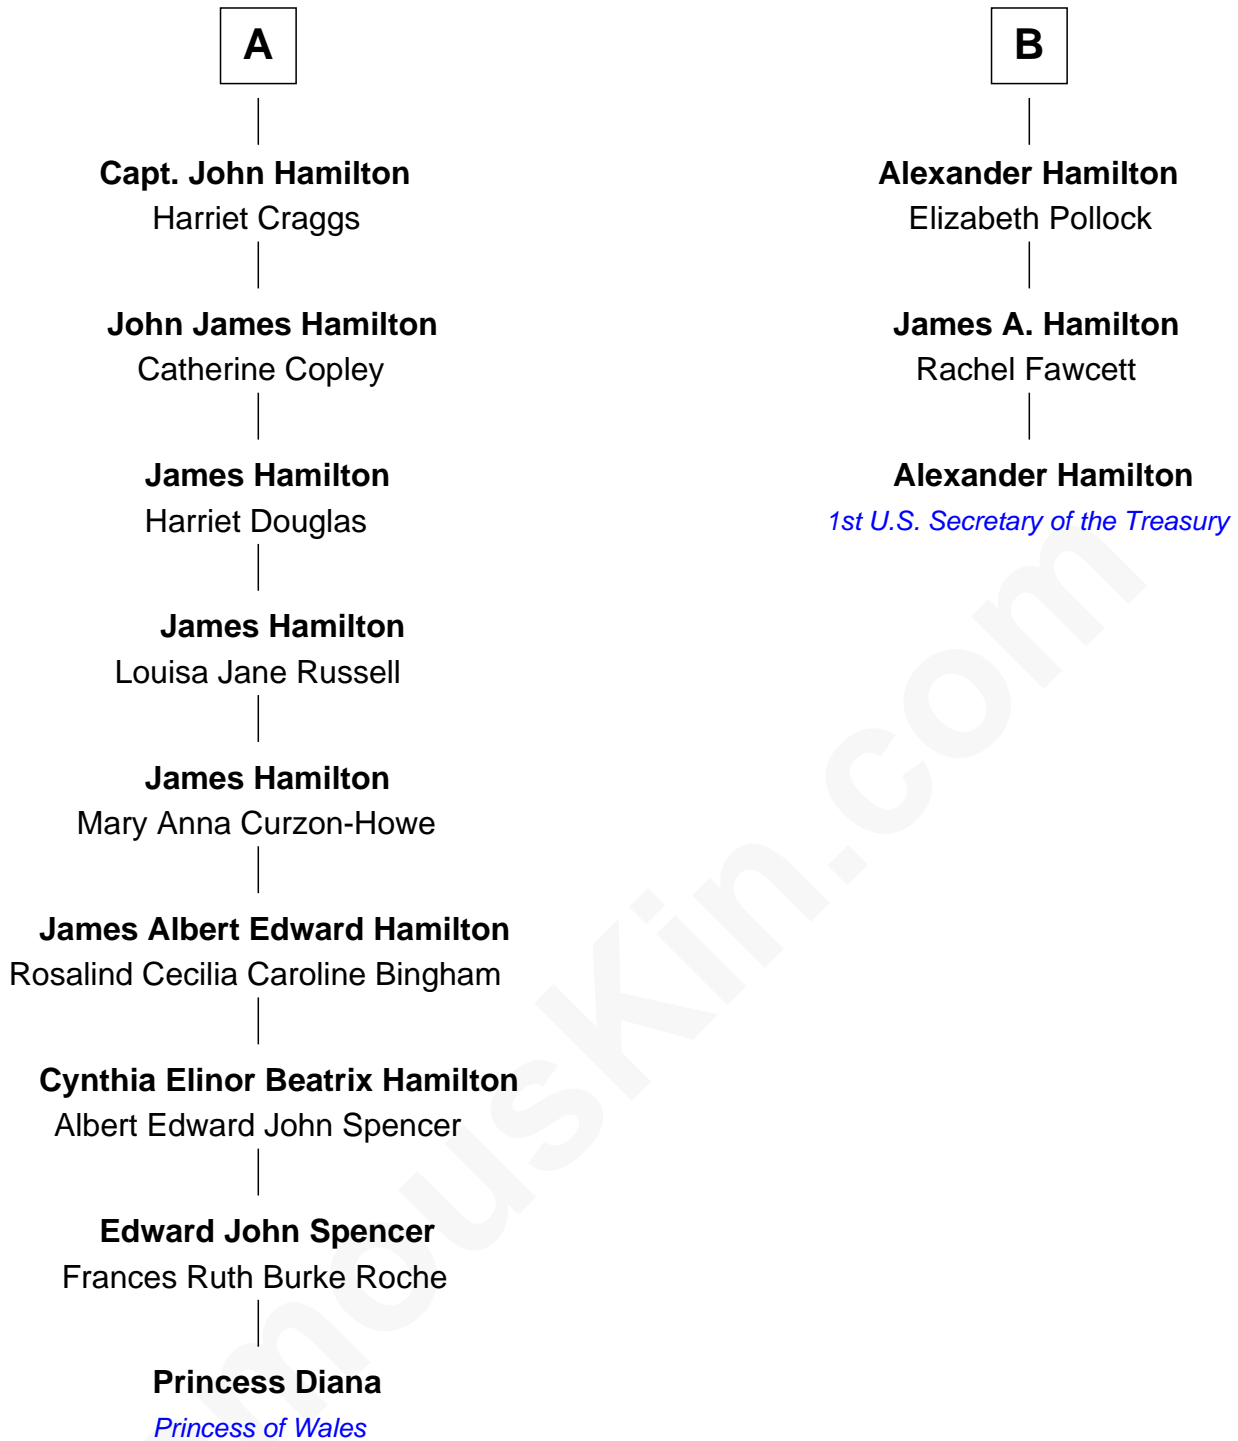 A
Capt. John Hamilton
Harriet Craggs
John James Hamilton
Catherine Copley
James Hamilton
Harriet Douglas
James Hamilton
Louisa Jane Russell
James Hamilton
Mary Anna Curzon-Howe
James Albert Edward Hamilton
Rosalind Cecilia Caroline Bingham
Cynthia Elinor Beatrix Hamilton
Albert Edward John Spencer
Edward John Spencer
Frances Ruth Burke Roche
Princess Diana
Princess of Wales
B
Alexander Hamilton
Elizabeth Pollock
James A. Hamilton
Rachel Fawcett
Alexander Hamilton
1st U.S. Secretary of the Treasury
mousKin.com